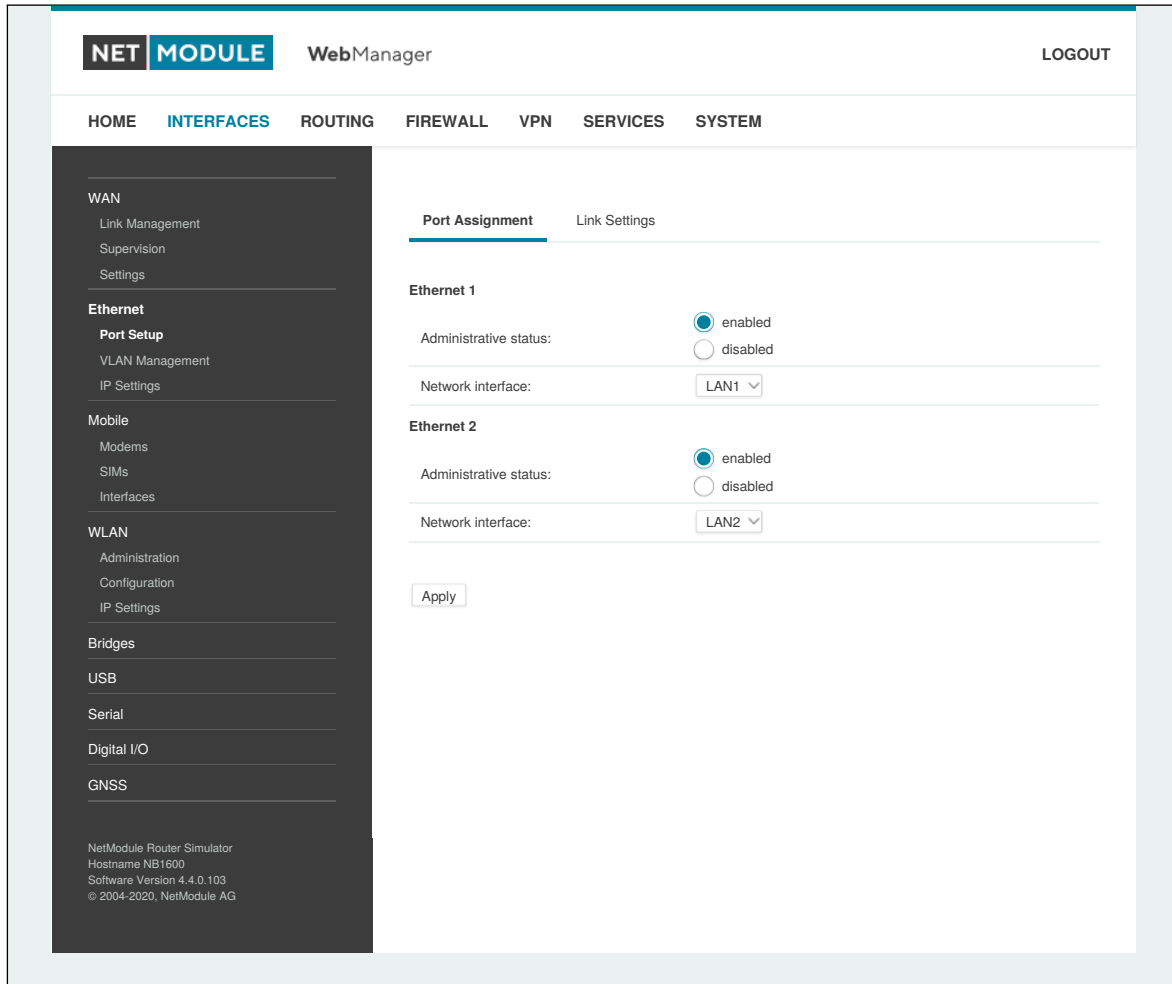 NET MODULE WebManager LOGOUT
HOME INTERFACES ROUTING FIREWALL VPN SERVICES SYSTEM
WAN
Link Management
Supervision
Settings
Ethernet
Port Setup
VLAN Management
IP Settings
Mobile
Modems
SIMs
Interfaces
WLAN
Administration
Configuration
IP Settings
Bridges
USB
Serial
Digital I/O
GNSS
NetModule Router Simulator
Hostname NB1600
Software Version 4.4.0.103
© 2004-2020, NetModule AG
Port Assignment Link Settings
Ethernet 1
Administrative status:
enabled
disabled
Network interface: LAN1
Ethernet 2
Administrative status:
enabled
disabled
Network interface: LAN2
Apply